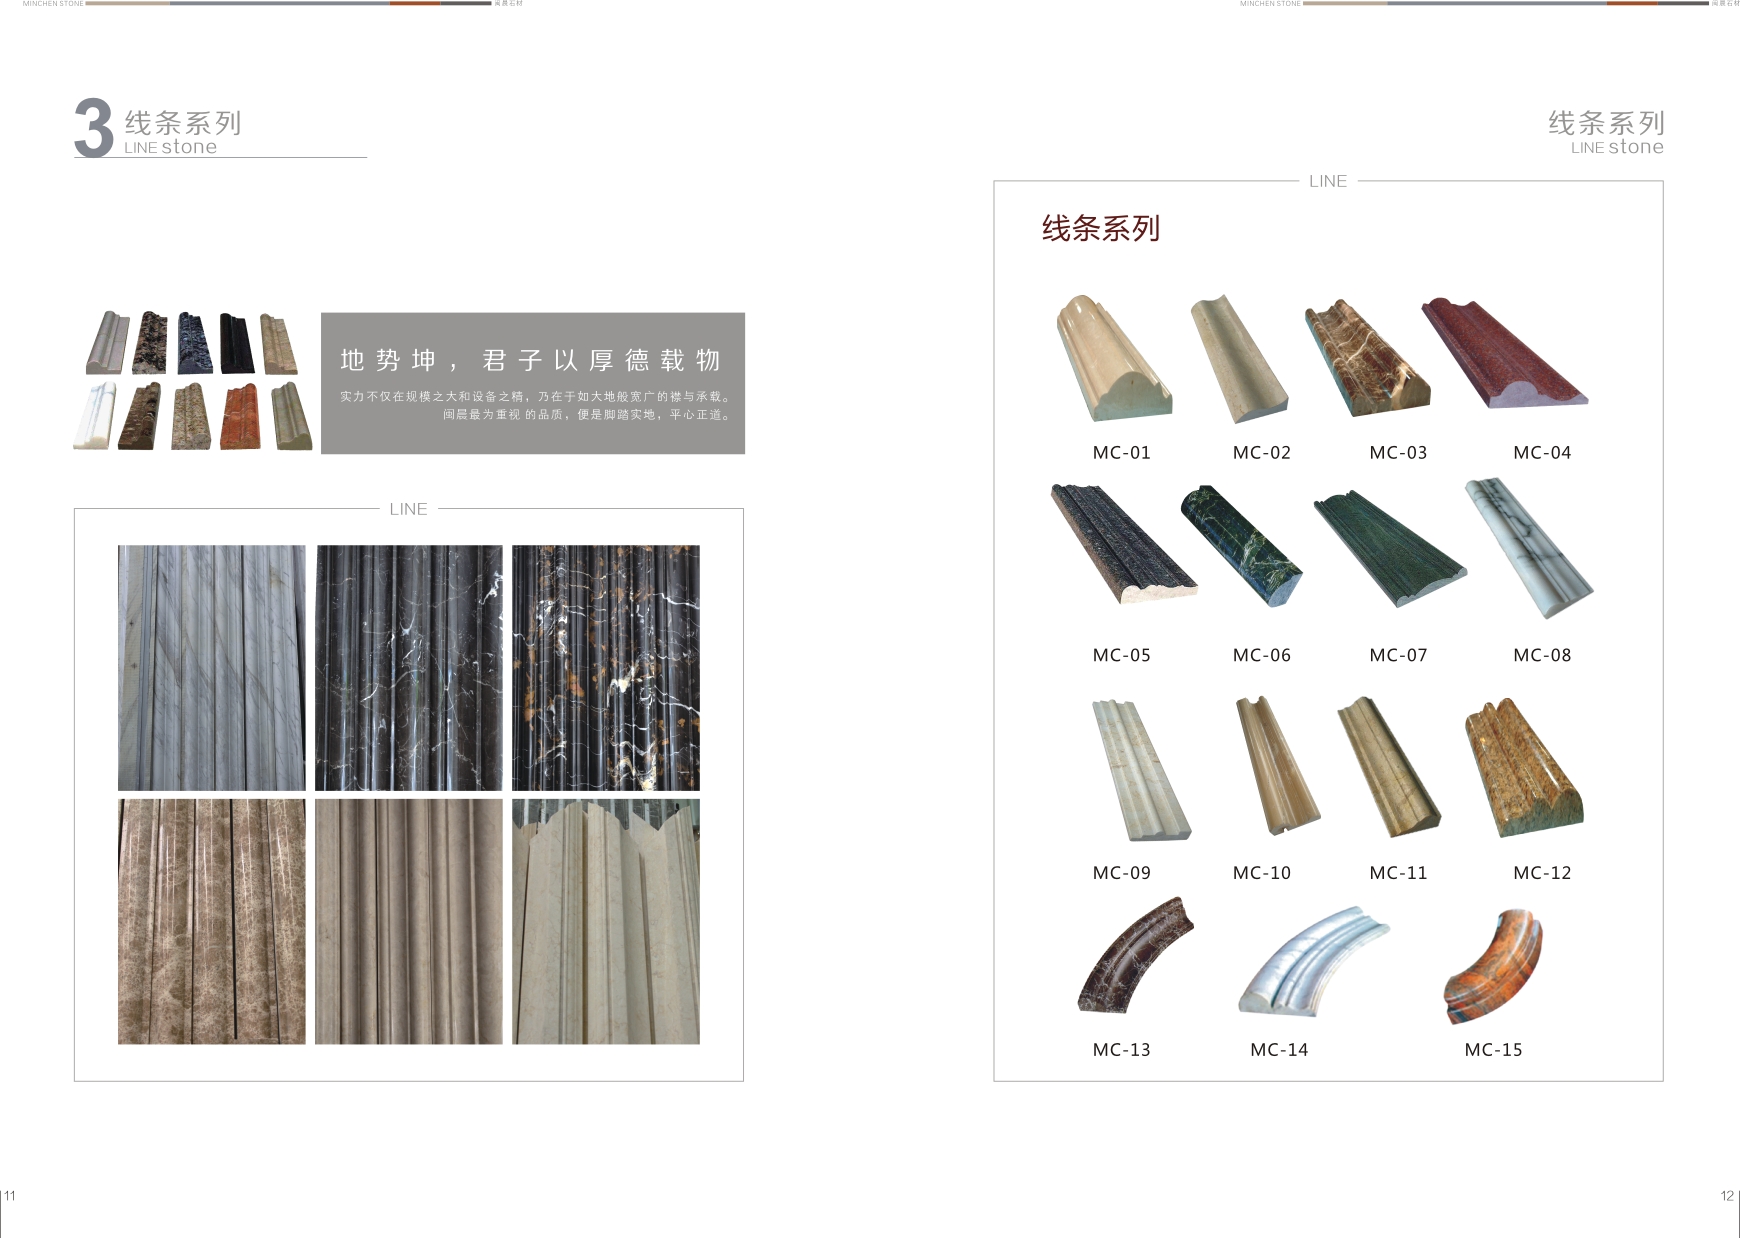 MINCHEN STONE 闽晨石材
MINCHEN STONE 闽晨石材
3 线条系列
LINE stone
地势坤，君子以厚德载物
实力不仅在规模之大和设备之精，乃在于如大地般宽广的襟与承载。
闽晨最为重视 的品质，便是脚踏实地，平心正道。
LINE
11
线条系列
LINE stone
LINE
线条系列
MC-01 MC-02 MC-03 MC-04
MC-05 MC-06 MC-07 MC-08
MC-09 MC-10 MC-11 MC-12
MC-13 MC-14 MC-15
12